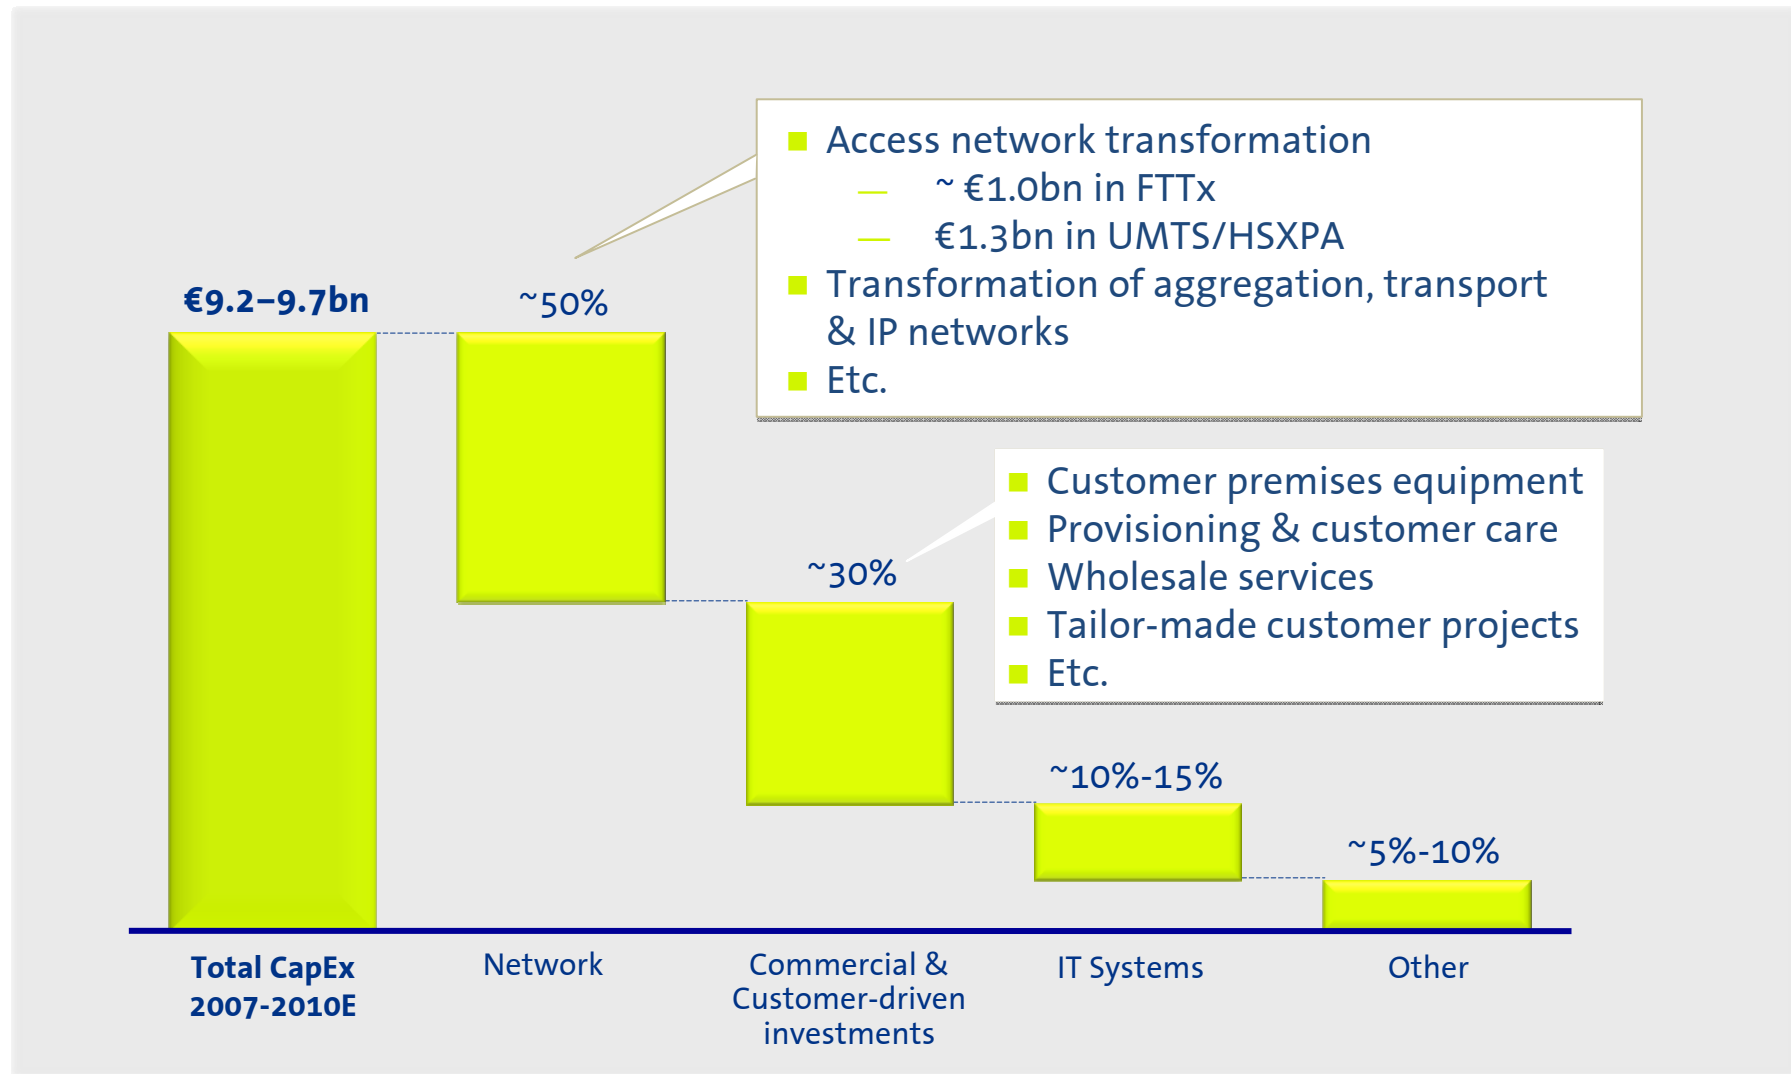 Access network transformation
— ~ €1.0bn in FTTx
— €1.3bn in UMTS/HSXPA
Transformation of aggregation, transport
& IP networks
Etc.
€9.2–9.7bn
~50%
Customer premises equipment
Provisioning & customer care
Wholesale services
Tailor-made customer projects
Etc.
~30%
~10%-15%
~5%-10%
Total CapEx
2007-2010E
Network
Commercial &
Customer-driven
investments
IT Systems
Other